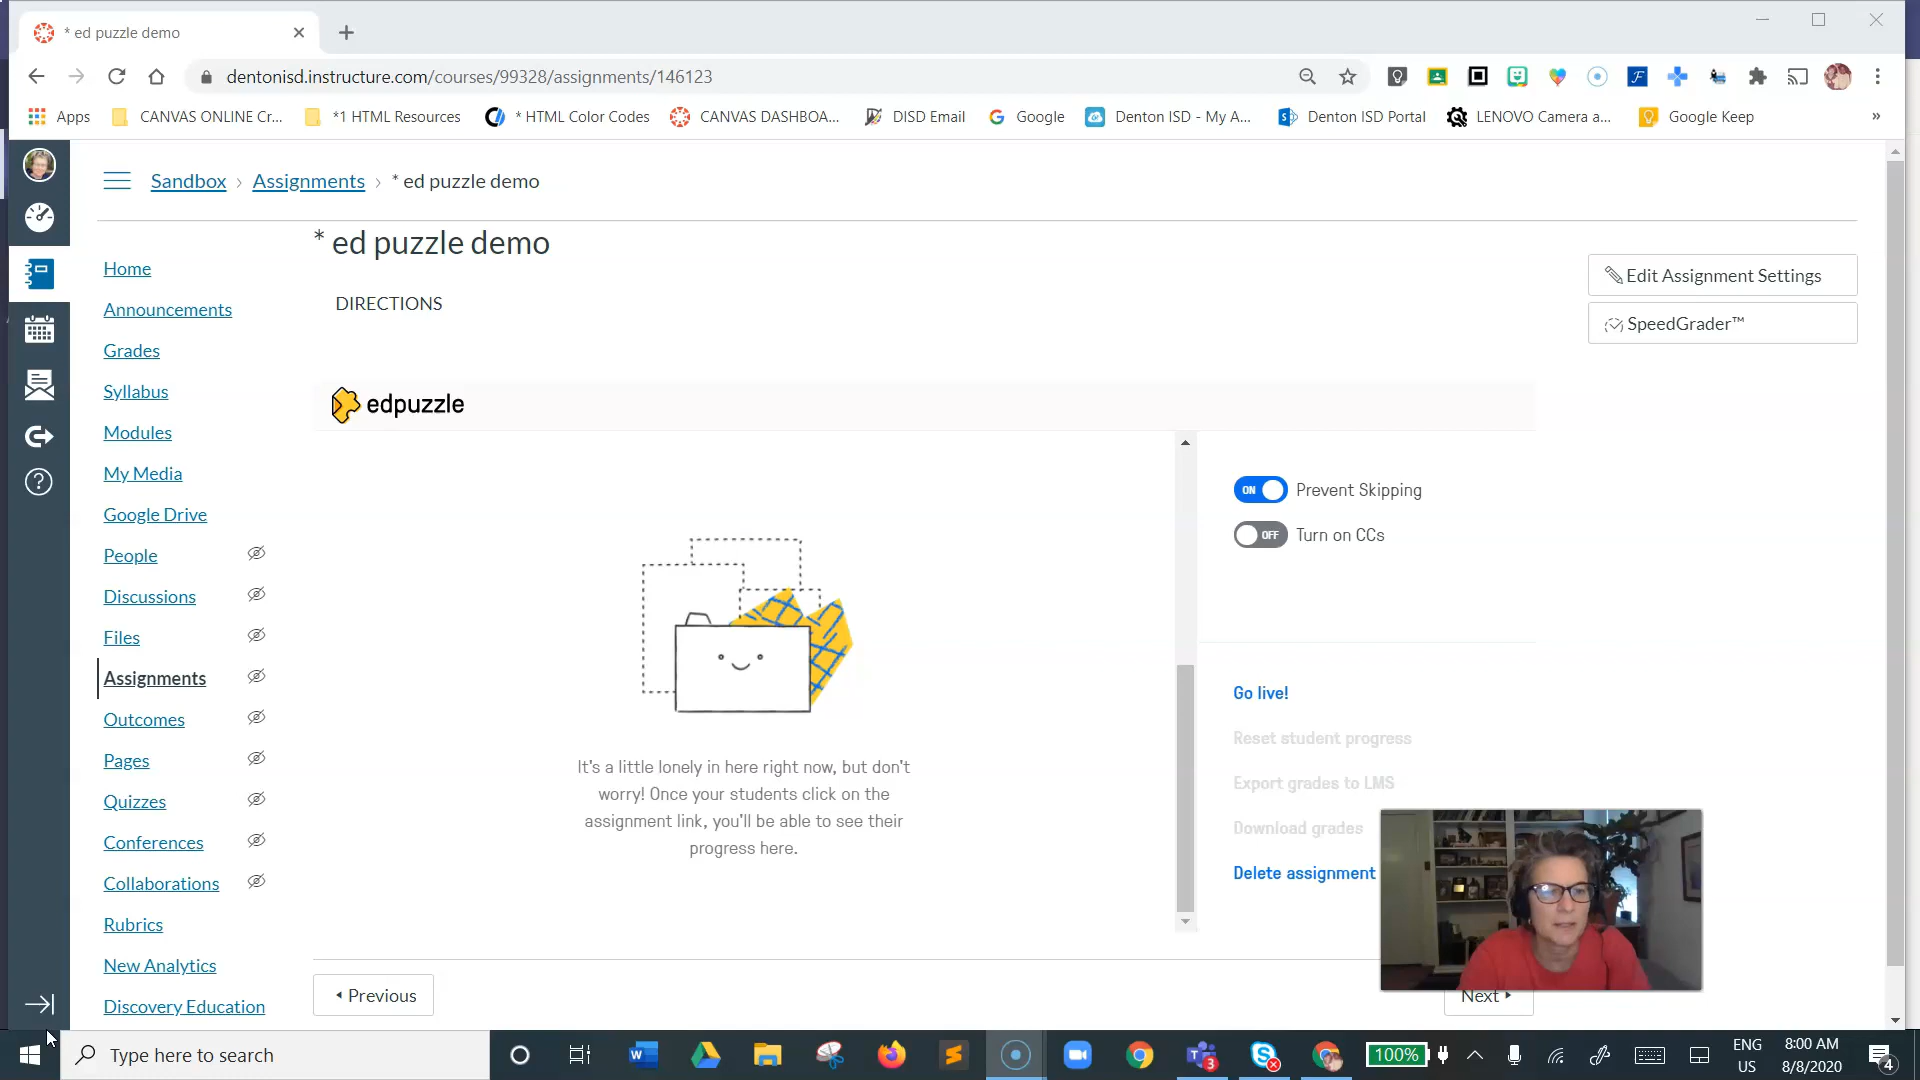 * ed puzzle demo
dentonisd.instructure.com/courses/99328/assignments/146123
Apps
CANVAS ONLINE Cr...
*1 HTML Resources
* HTML Color Codes
CANVAS DASHBOA...
DISD Email
Google
Denton ISD - My A...
Denton ISD Portal
LENOVO Camera a...
Google Keep
»
Sandbox › Assignments › * ed puzzle demo
* ed puzzle demo
DIRECTIONS
Edit Assignment Settings
SpeedGrader™
Home
Announcements
Grades
Syllabus
Modules
My Media
Google Drive
People
Discussions
Files
Assignments
Outcomes
Pages
Quizzes
Conferences
Collaborations
Rubrics
New Analytics
Discovery Education
edpuzzle
It's a little lonely in here right now, but don't
worry! Once your students click on the
assignment link, you'll be able to see their
progress here.
ON Prevent Skipping
OFF Turn on CCs
Go live!
Reset student progress
Export grades to LMS
Download grades
Delete assignment
Previous
Next
Type here to search
100%
3
ENG
US
8:00 AM
8/8/2020
4